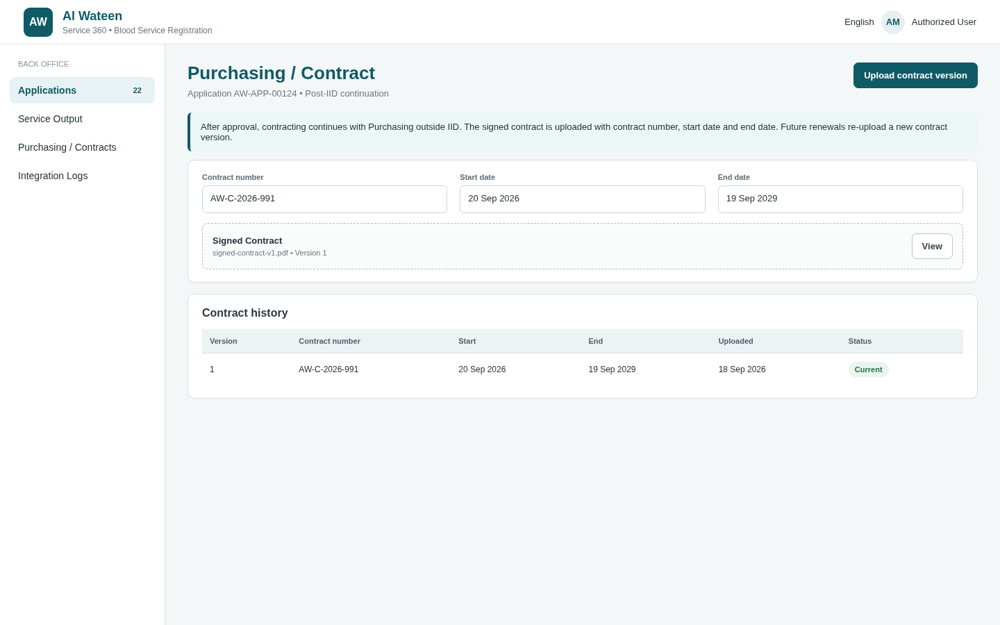 AW
Al Wateen
Service 360 • Blood Service Registration
English
AM
Authorized User
BACK OFFICE
Applications 22
Service Output
Purchasing / Contracts
Integration Logs
Purchasing / Contract
Application AW-APP-00124 • Post-IID continuation
Upload contract version
After approval, contracting continues with Purchasing outside IID. The signed contract is uploaded with contract number, start date and end date. Future renewals re-upload a new contract
version.
Contract number Start date End date
AW-C-2026-991 20 Sep 2026 19 Sep 2029
Signed Contract
signed-contract-v1.pdf • Version 1
View
Contract history
Version Contract number Start End Uploaded Status
1 AW-C-2026-991 20 Sep 2026 19 Sep 2029 18 Sep 2026 Current